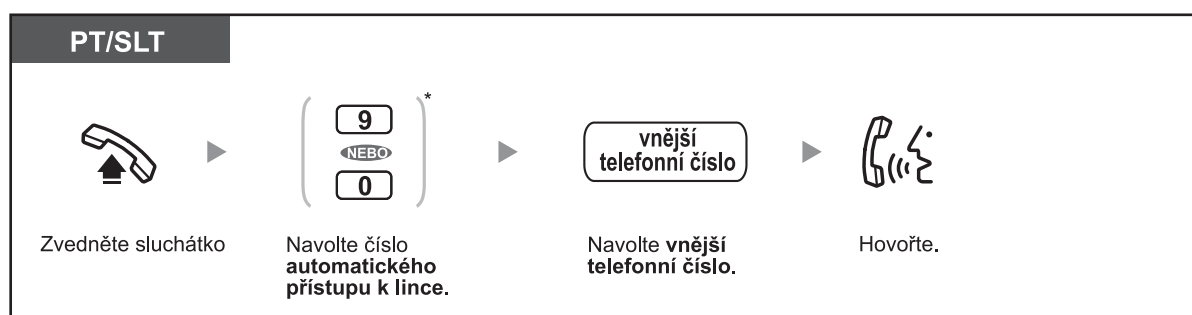 PT/SLT
*
9
NEBO
0
vnější
telefonní číslo
Zvedněte sluchátko
Navolte číslo
automatického
přístupu k lince.
Navolte vnější
telefonní číslo.
Hovořte.